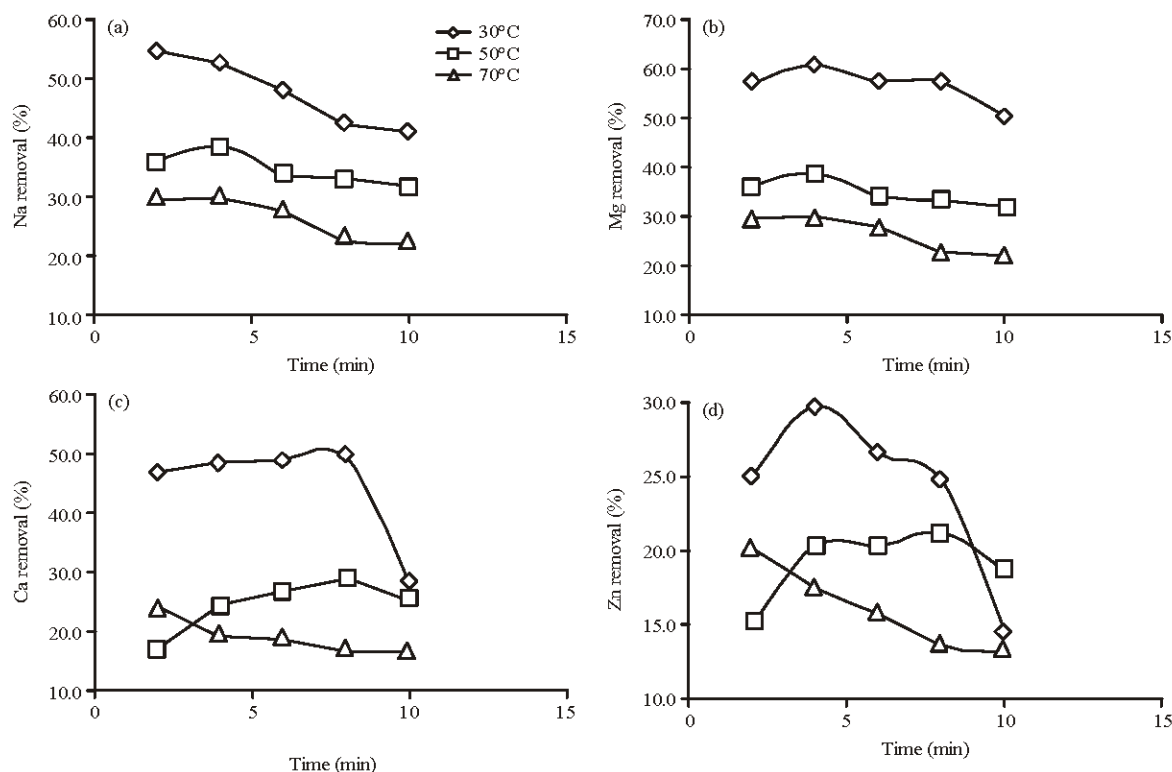 (a)
60.0
50.0
40.0
30.0
20.0
10.0
Na removal (%)
0 5 10 15
Time (min)
30°C
50°C
70°C
(b)
70.0
60.0
50.0
40.0
30.0
20.0
10.0
Mg removal (%)
0 5 10 15
Time (min)
(c)
60.0
50.0
40.0
30.0
20.0
10.0
Ca removal (%)
0 5 10 15
Time (min)
(d)
30.0
25.0
20.0
15.0
10.0
Zn removal (%)
0 5 10 15
Time (min)